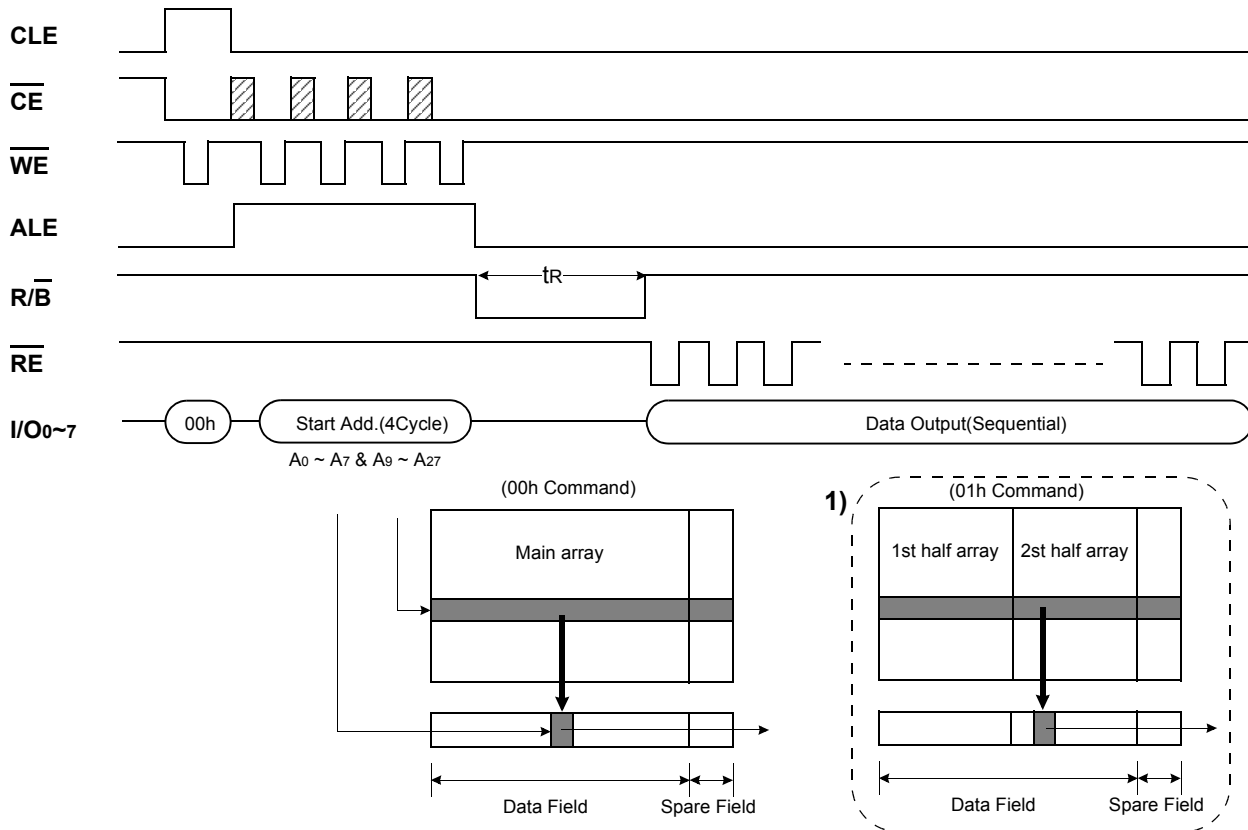 CLE
CE
WE
ALE
R/B
tR
RE
I/O0~7
00h
Start Add.(4Cycle)
Data Output(Sequential)
A0 ~ A7 & A9 ~ A27
(00h Command)
1)
(01h Command)
Main array
1st half array
2st half array
Data Field
Spare Field
Data Field
Spare Field